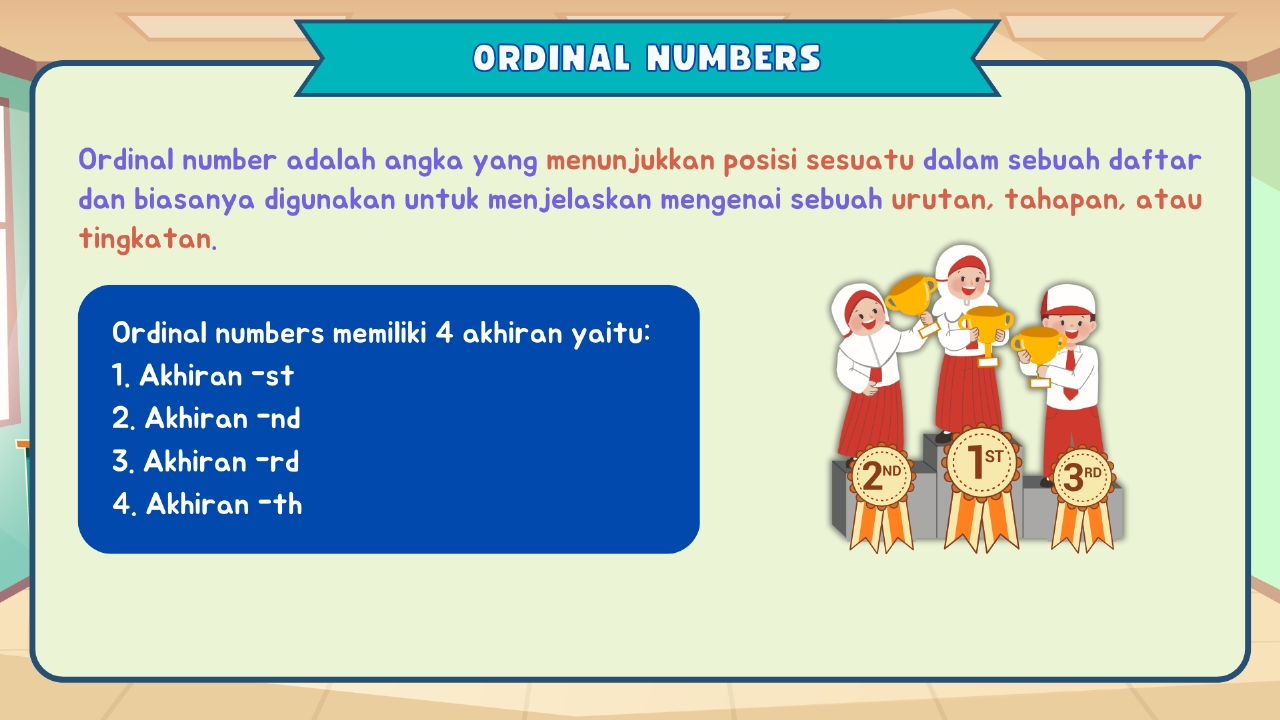 ORDINAL NUMBERS
Ordinal number adalah angka yang menunjukkan posisi sesuatu dalam sebuah daftar
dan biasanya digunakan untuk menjelaskan mengenai sebuah urutan, tahapan, atau
tingkatan.
Ordinal numbers memiliki 4 akhiran yaitu:
1. Akhiran -st
2. Akhiran -nd
3. Akhiran -rd
4. Akhiran -th
2ND
1ST
3RD